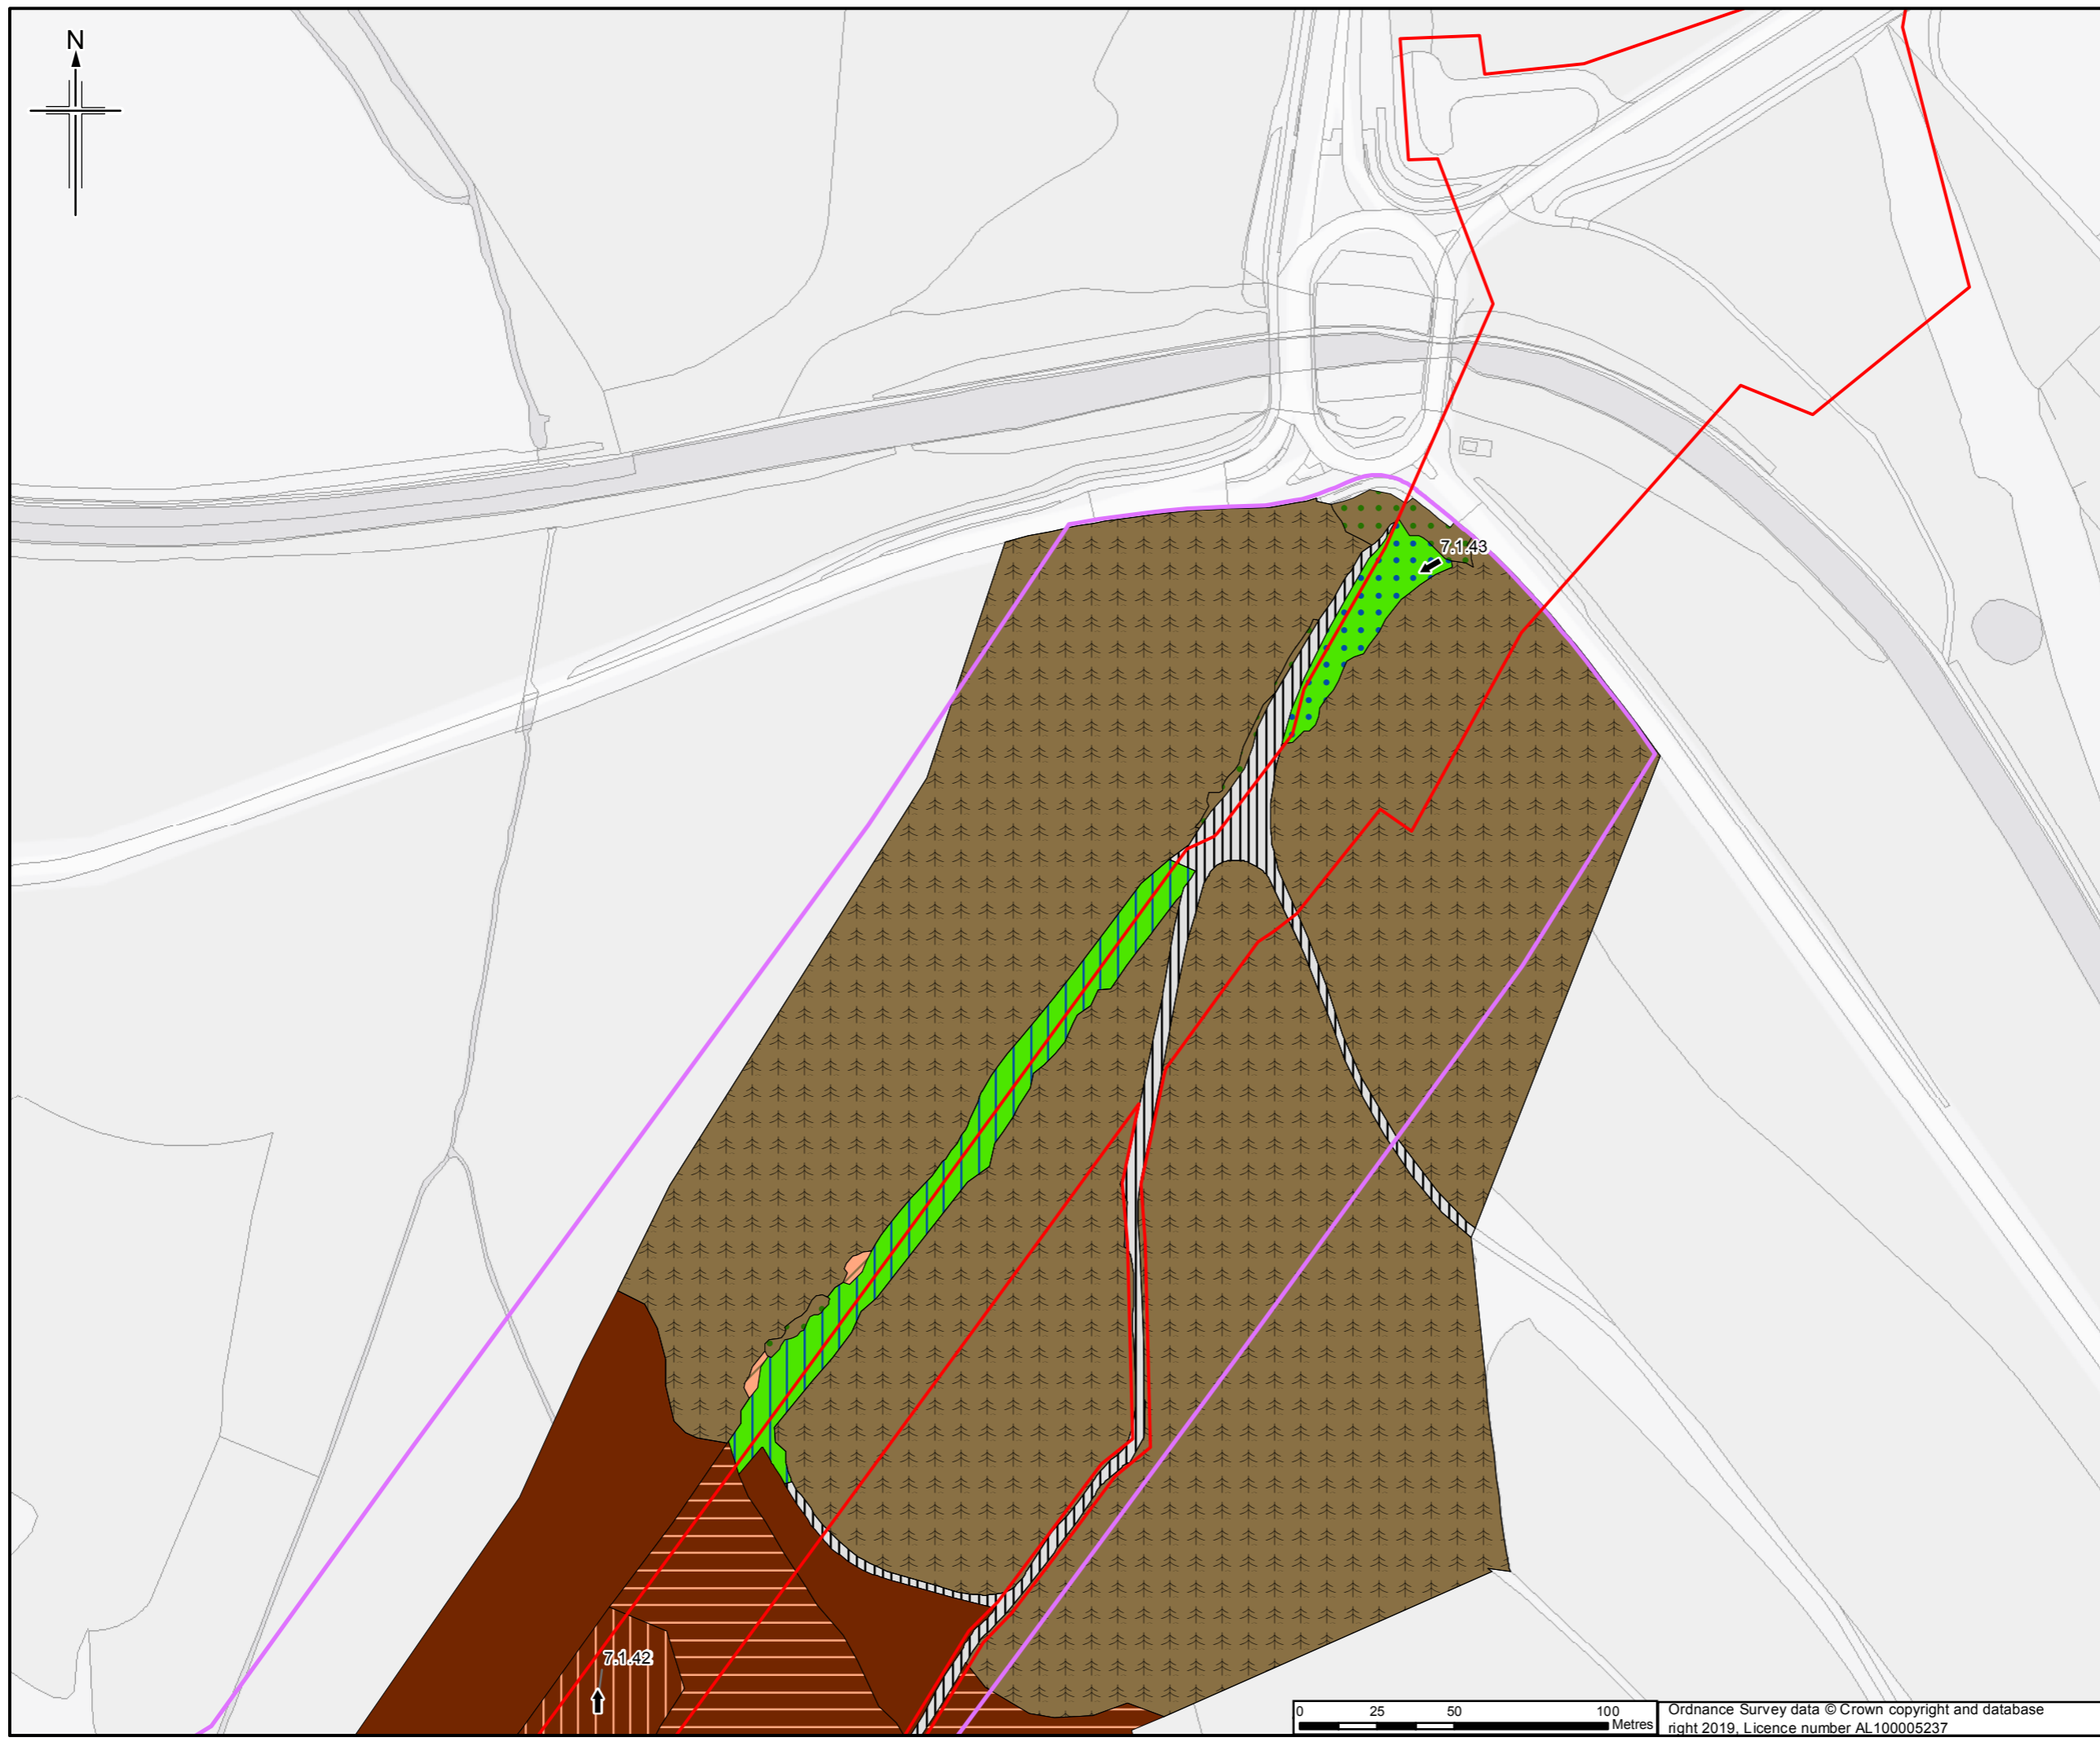 N
7.1.43
7.1.42
0 25 50 100
Metres
Ordnance Survey data © Crown copyright and database
right 2019, Licence number AL100005237